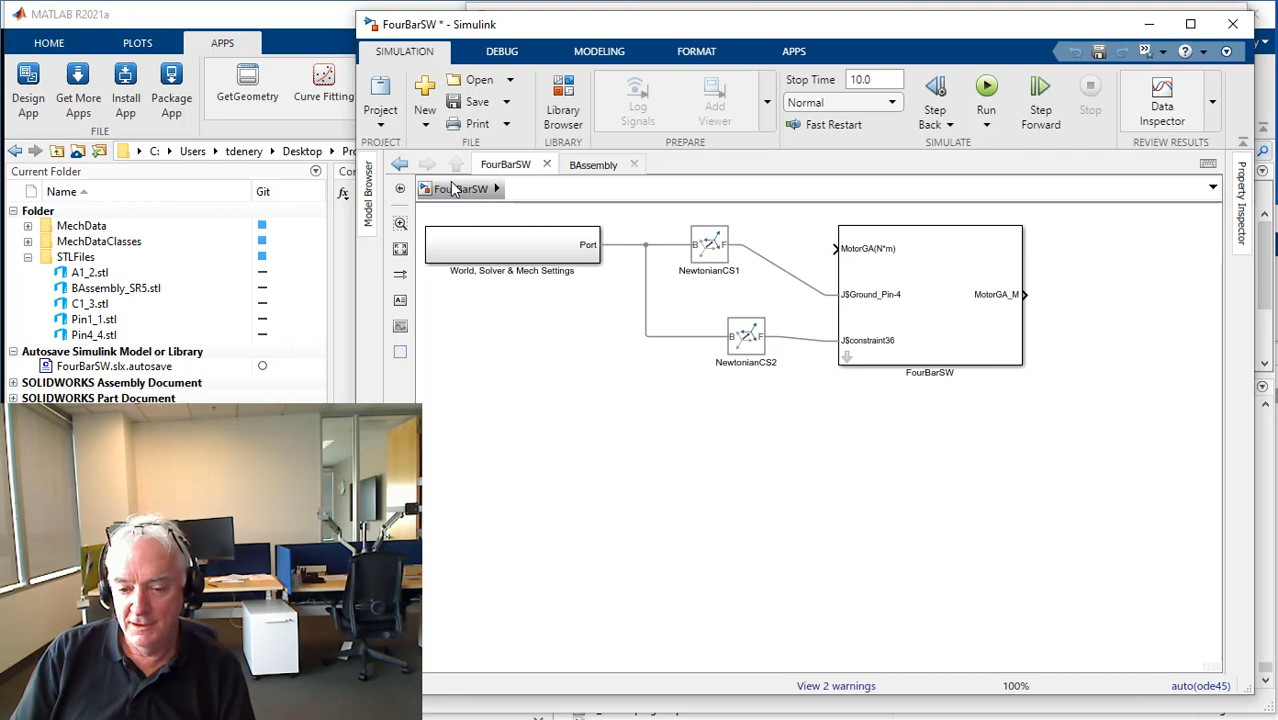 MATLAB R2021a
HOME
PLOTS
APPS
Design
App
Get More
Apps
Install
App
Package
App
GetGeometry
Curve Fitting
FILE
C:
Users
tdenery
Desktop
Current Folder
Name
Git
Folder
MechData
MechDataClasses
STLFiles
A1_2.stl
BAssembly_SR5.stl
C1_3.stl
Pin1_1.stl
Pin4_4.stl
Autosave Simulink Model or Library
FourBarSW.slx.autosave
SOLIDWORKS Assembly Document
SOLIDWORKS Part Document
FourBarSW * - Simulink
SIMULATION
DEBUG
MODELING
FORMAT
APPS
Project
New
Open
Save
Print
Library
Browser
Log
Signals
Add
Viewer
Stop Time 10.0
Normal
Fast Restart
Step
Back
Run
Step
Forward
Stop
Data
Inspector
PROJECT
FILE
LIBRARY
PREPARE
SIMULATE
REVIEW RESULTS
FourBarSW
BAssembly
Model Browser
FourBarSW
Property Inspector
Port
World, Solver & Mech Settings
B F
NewtonianCS1
B F
NewtonianCS2
MotorGA(N*m)
J$Ground_Pin-4
MotorGA_M
J$constraint36
FourBarSW
View 2 warnings
100%
auto(ode45)